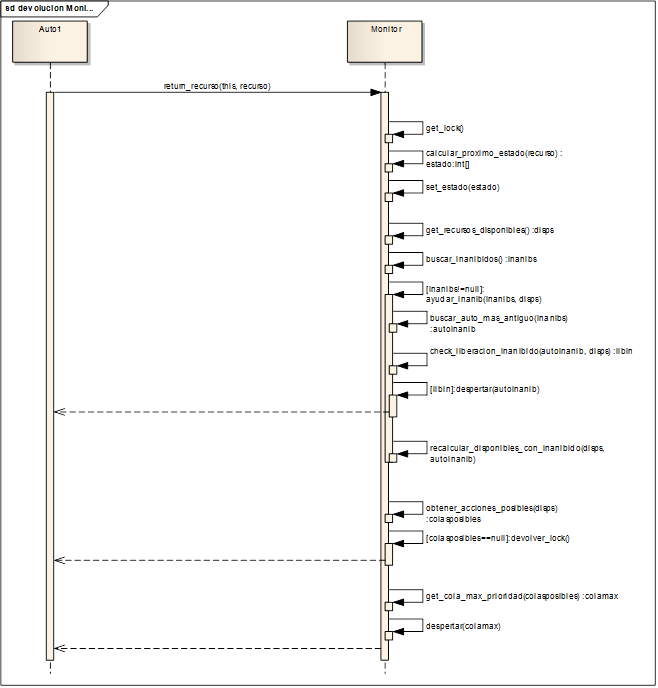 sd devolucion Moni...
Auto1
Monitor
return_recurso(this, recurso)
get_lock()
calcular_proximo_estado(recurso) :
estado:int[]
set_estado(estado)
get_recursos_disponibles() :disps
buscar_inanibidos() :inanibs
[inanibs!=null]:
ayudar_inanib(inanibs, disps)
buscar_auto_mas_antiguo(inanibs)
:autoinanib
check_liberacion_inanibido(autoinanib, disps) :libin
[libin]:despertar(autoinanib)
recalcular_disponibles_con_inanibido(disps,
autoinanib)
obtener_acciones_posibles(disps)
:colasposibles
[colasposibles==null]:devolver_lock()
get_cola_max_prioridad(colasposibles) :colamax
despertar(colamax)